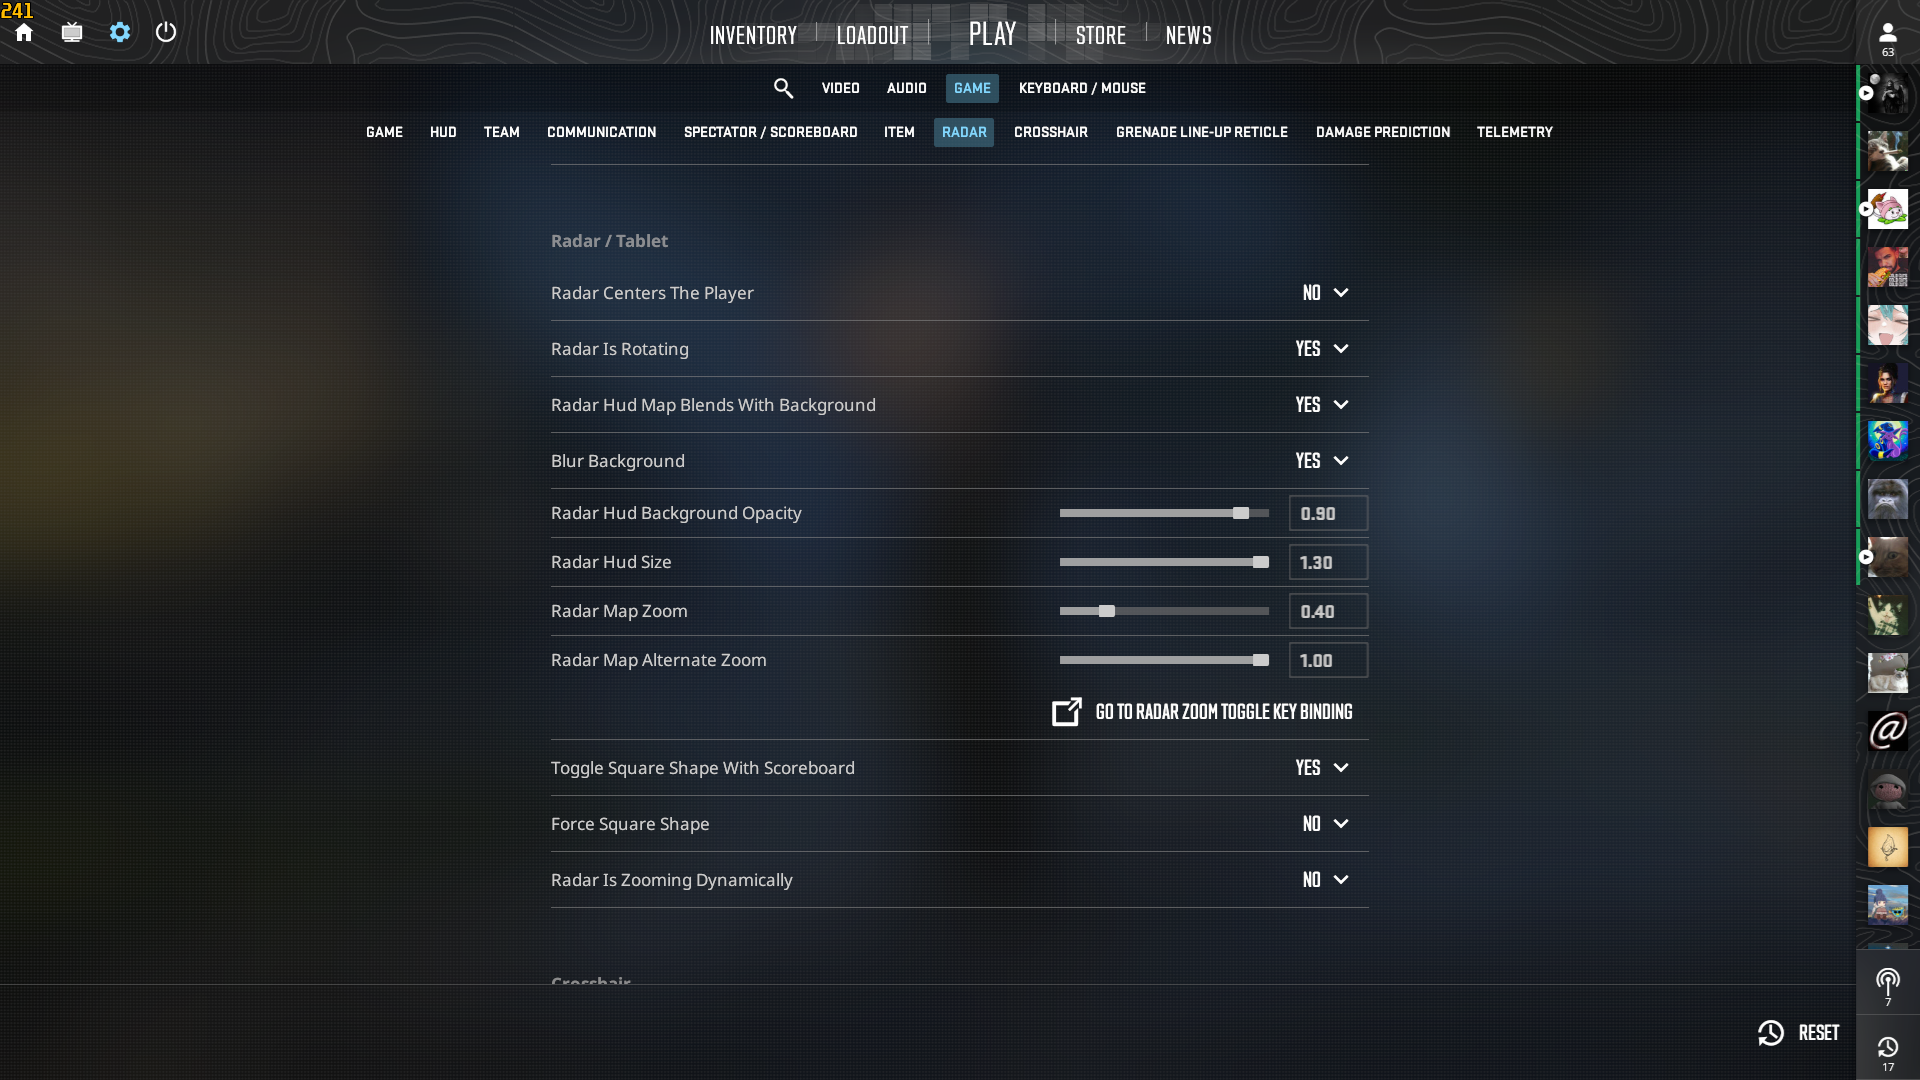 241
INVENTORY
LOADOUT
PLAY
STORE
NEWS
63
VIDEO
AUDIO
GAME
KEYBOARD / MOUSE
GAME
HUD
TEAM
COMMUNICATION
SPECTATOR / SCOREBOARD
ITEM
RADAR
CROSSHAIR
GRENADE LINE-UP RETICLE
DAMAGE PREDICTION
TELEMETRY
Radar / Tablet
Radar Centers The Player
NO
Radar Is Rotating
YES
Radar Hud Map Blends With Background
YES
Blur Background
YES
Radar Hud Background Opacity
0.90
Radar Hud Size
1.30
Radar Map Zoom
0.40
Radar Map Alternate Zoom
1.00
GO TO RADAR ZOOM TOGGLE KEY BINDING
Toggle Square Shape With Scoreboard
YES
Force Square Shape
NO
Radar Is Zooming Dynamically
NO
Crosshair
7
RESET
17